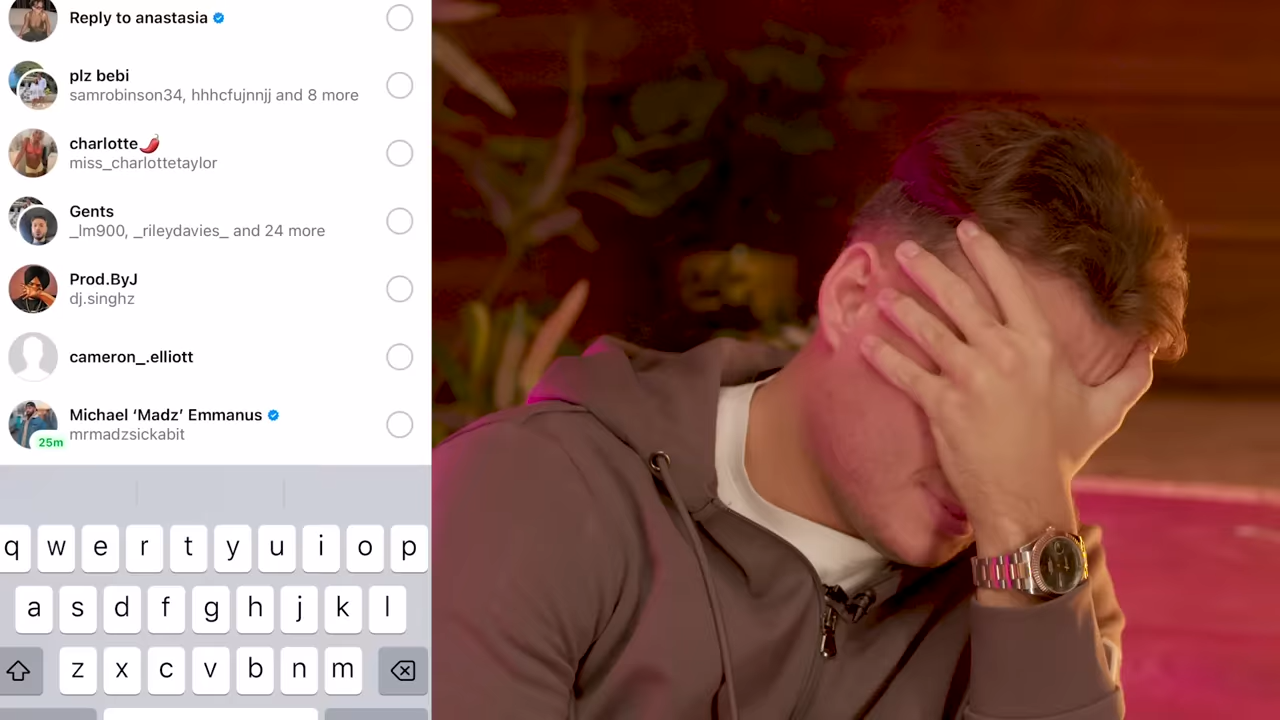 Reply to anastasia
plz bebi
samrobinson34, hhhcfujnnjj and 8 more
charlotte🌶️
miss_charlottetaylor
Gents
_lm900, _rileydavies_ and 24 more
Prod.ByJ
dj.singhz
cameron_.elliott
Michael ‘Madz’ Emmanus
mrmadzsickabit
25m
q w e r t y u i o p
a s d f g h j k l
z x c v b n m